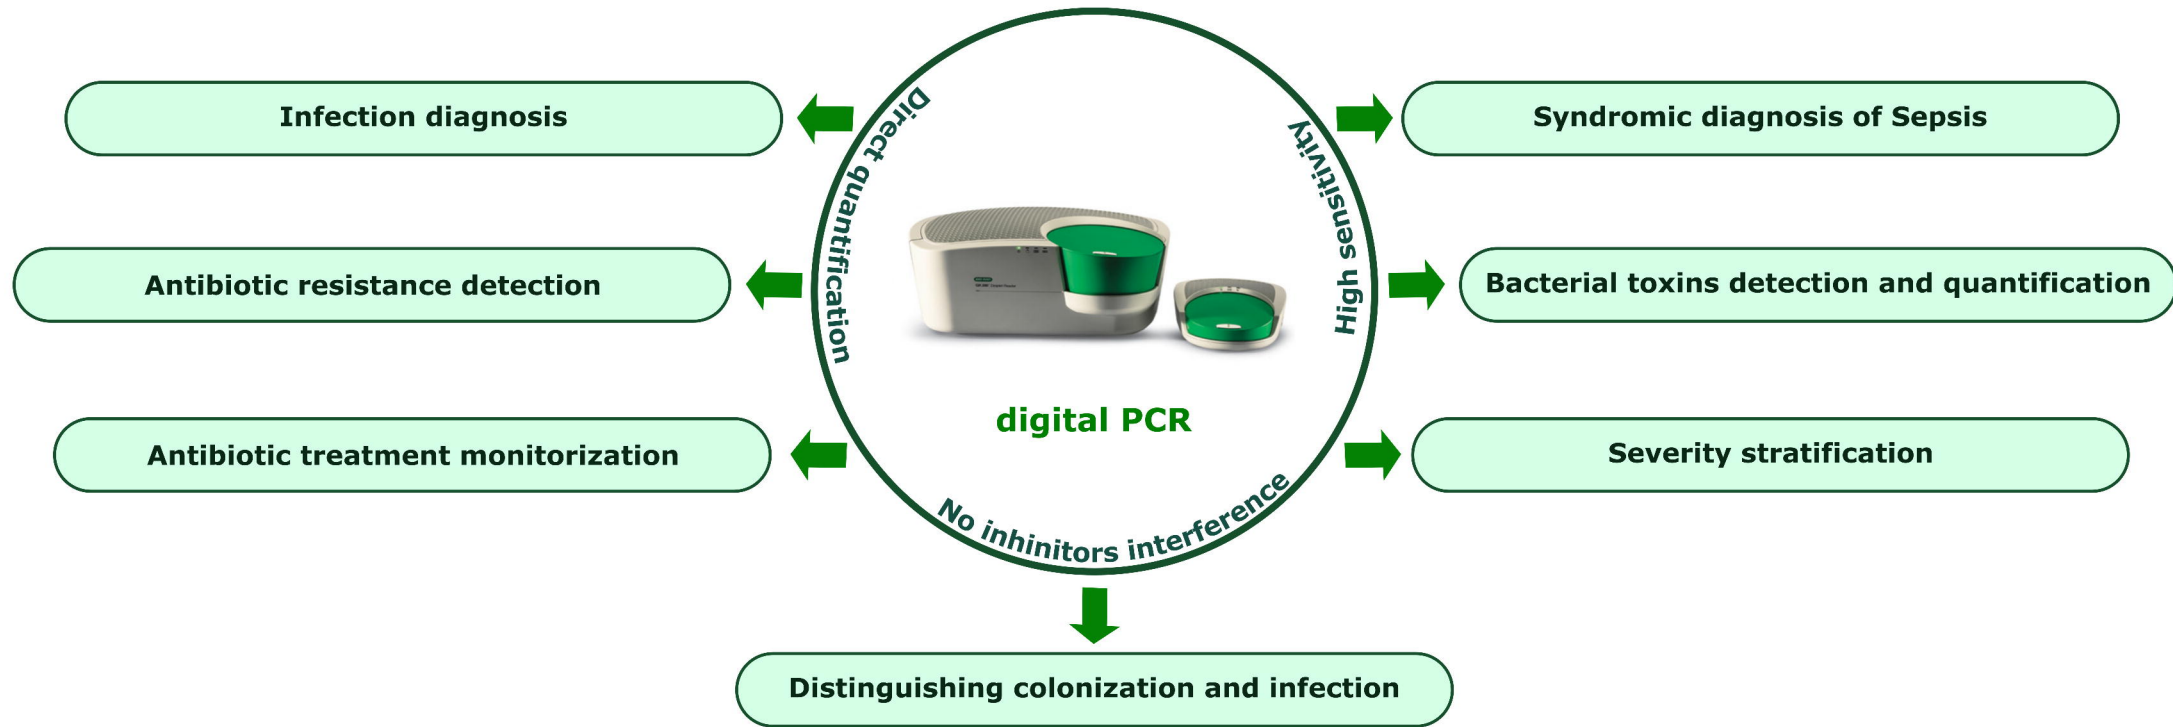 Infection diagnosis
Antibiotic resistance detection
Antibiotic treatment monitorization
Direct quantification
High sensitivity
No inhinitors interference
digital PCR
Syndromic diagnosis of Sepsis
Bacterial toxins detection and quantification
Severity stratification
Distinguishing colonization and infection